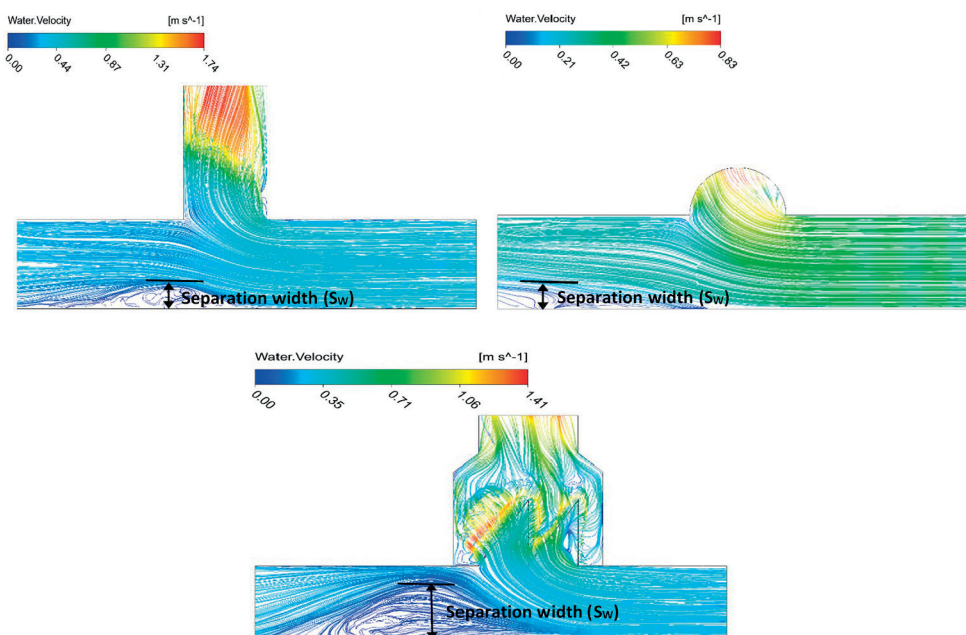 Water.Velocity [m s^-1]
0.00 0.44 0.87 1.31 1.74
Separation width (Sw)
Water.Velocity [m s^-1]
0.00 0.21 0.42 0.63 0.83
Separation width (Sw)
Water.Velocity [m s^-1]
0.00 0.35 0.71 1.06 1.41
Separation width (Sw)